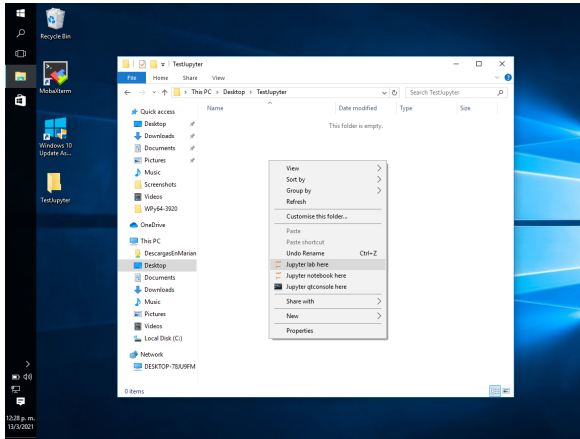 Recycle Bin
MobaXterm
Windows 10
Update As...
TestJupyter
TestJupyter
File Home Share View
This PC > Desktop > TestJupyter
Search TestJupyter
Name Date modified Type Size
This folder is empty.
Quick access
Desktop
Downloads
Documents
Pictures
Music
Screenshots
Videos
WPy64-3920
OneDrive
This PC
DescargasEnMarian
Desktop
Documents
Downloads
Music
Pictures
Videos
Local Disk (C:)
Network
DESKTOP-78JU9FM
0 items
View
Sort by
Group by
Refresh
Customise this folder...
Paste
Paste shortcut
Undo Rename Ctrl+Z
Jupyter lab here
Jupyter notebook here
Jupyter qtconsole here
Share with
New
Properties
12:28 p. m.
13/3/2021